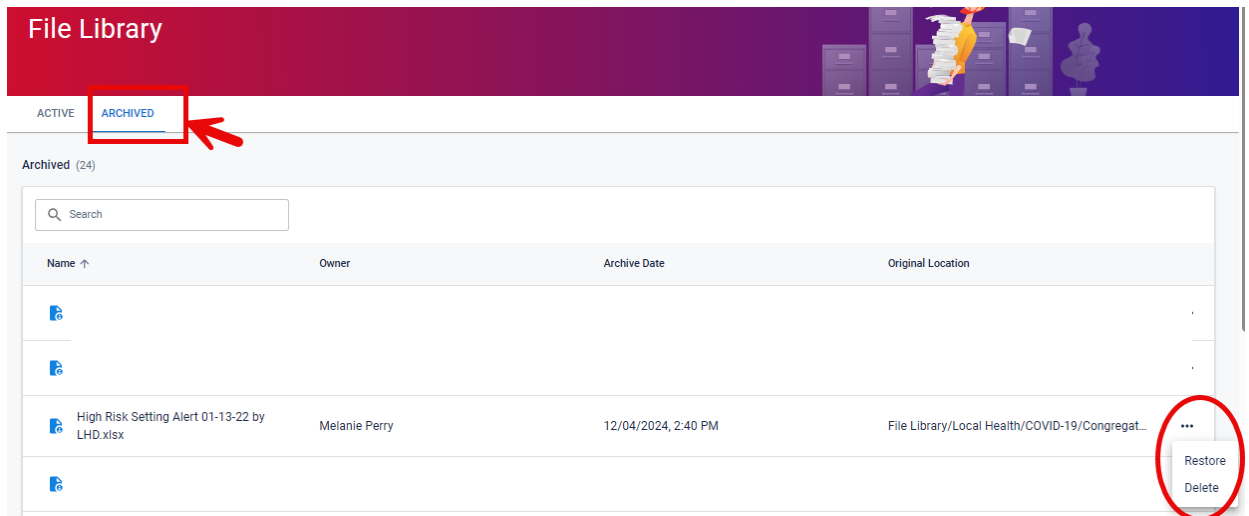 File Library
ACTIVE ARCHIVED
Archived (24)
Search
Name Owner Archive Date Original Location
High Risk Setting Alert 01-13-22 by
LHD.xlsx
Melanie Perry 12/04/2024, 2:40 PM File Library/Local Health/COVID-19/Congregat...
Restore
Delete